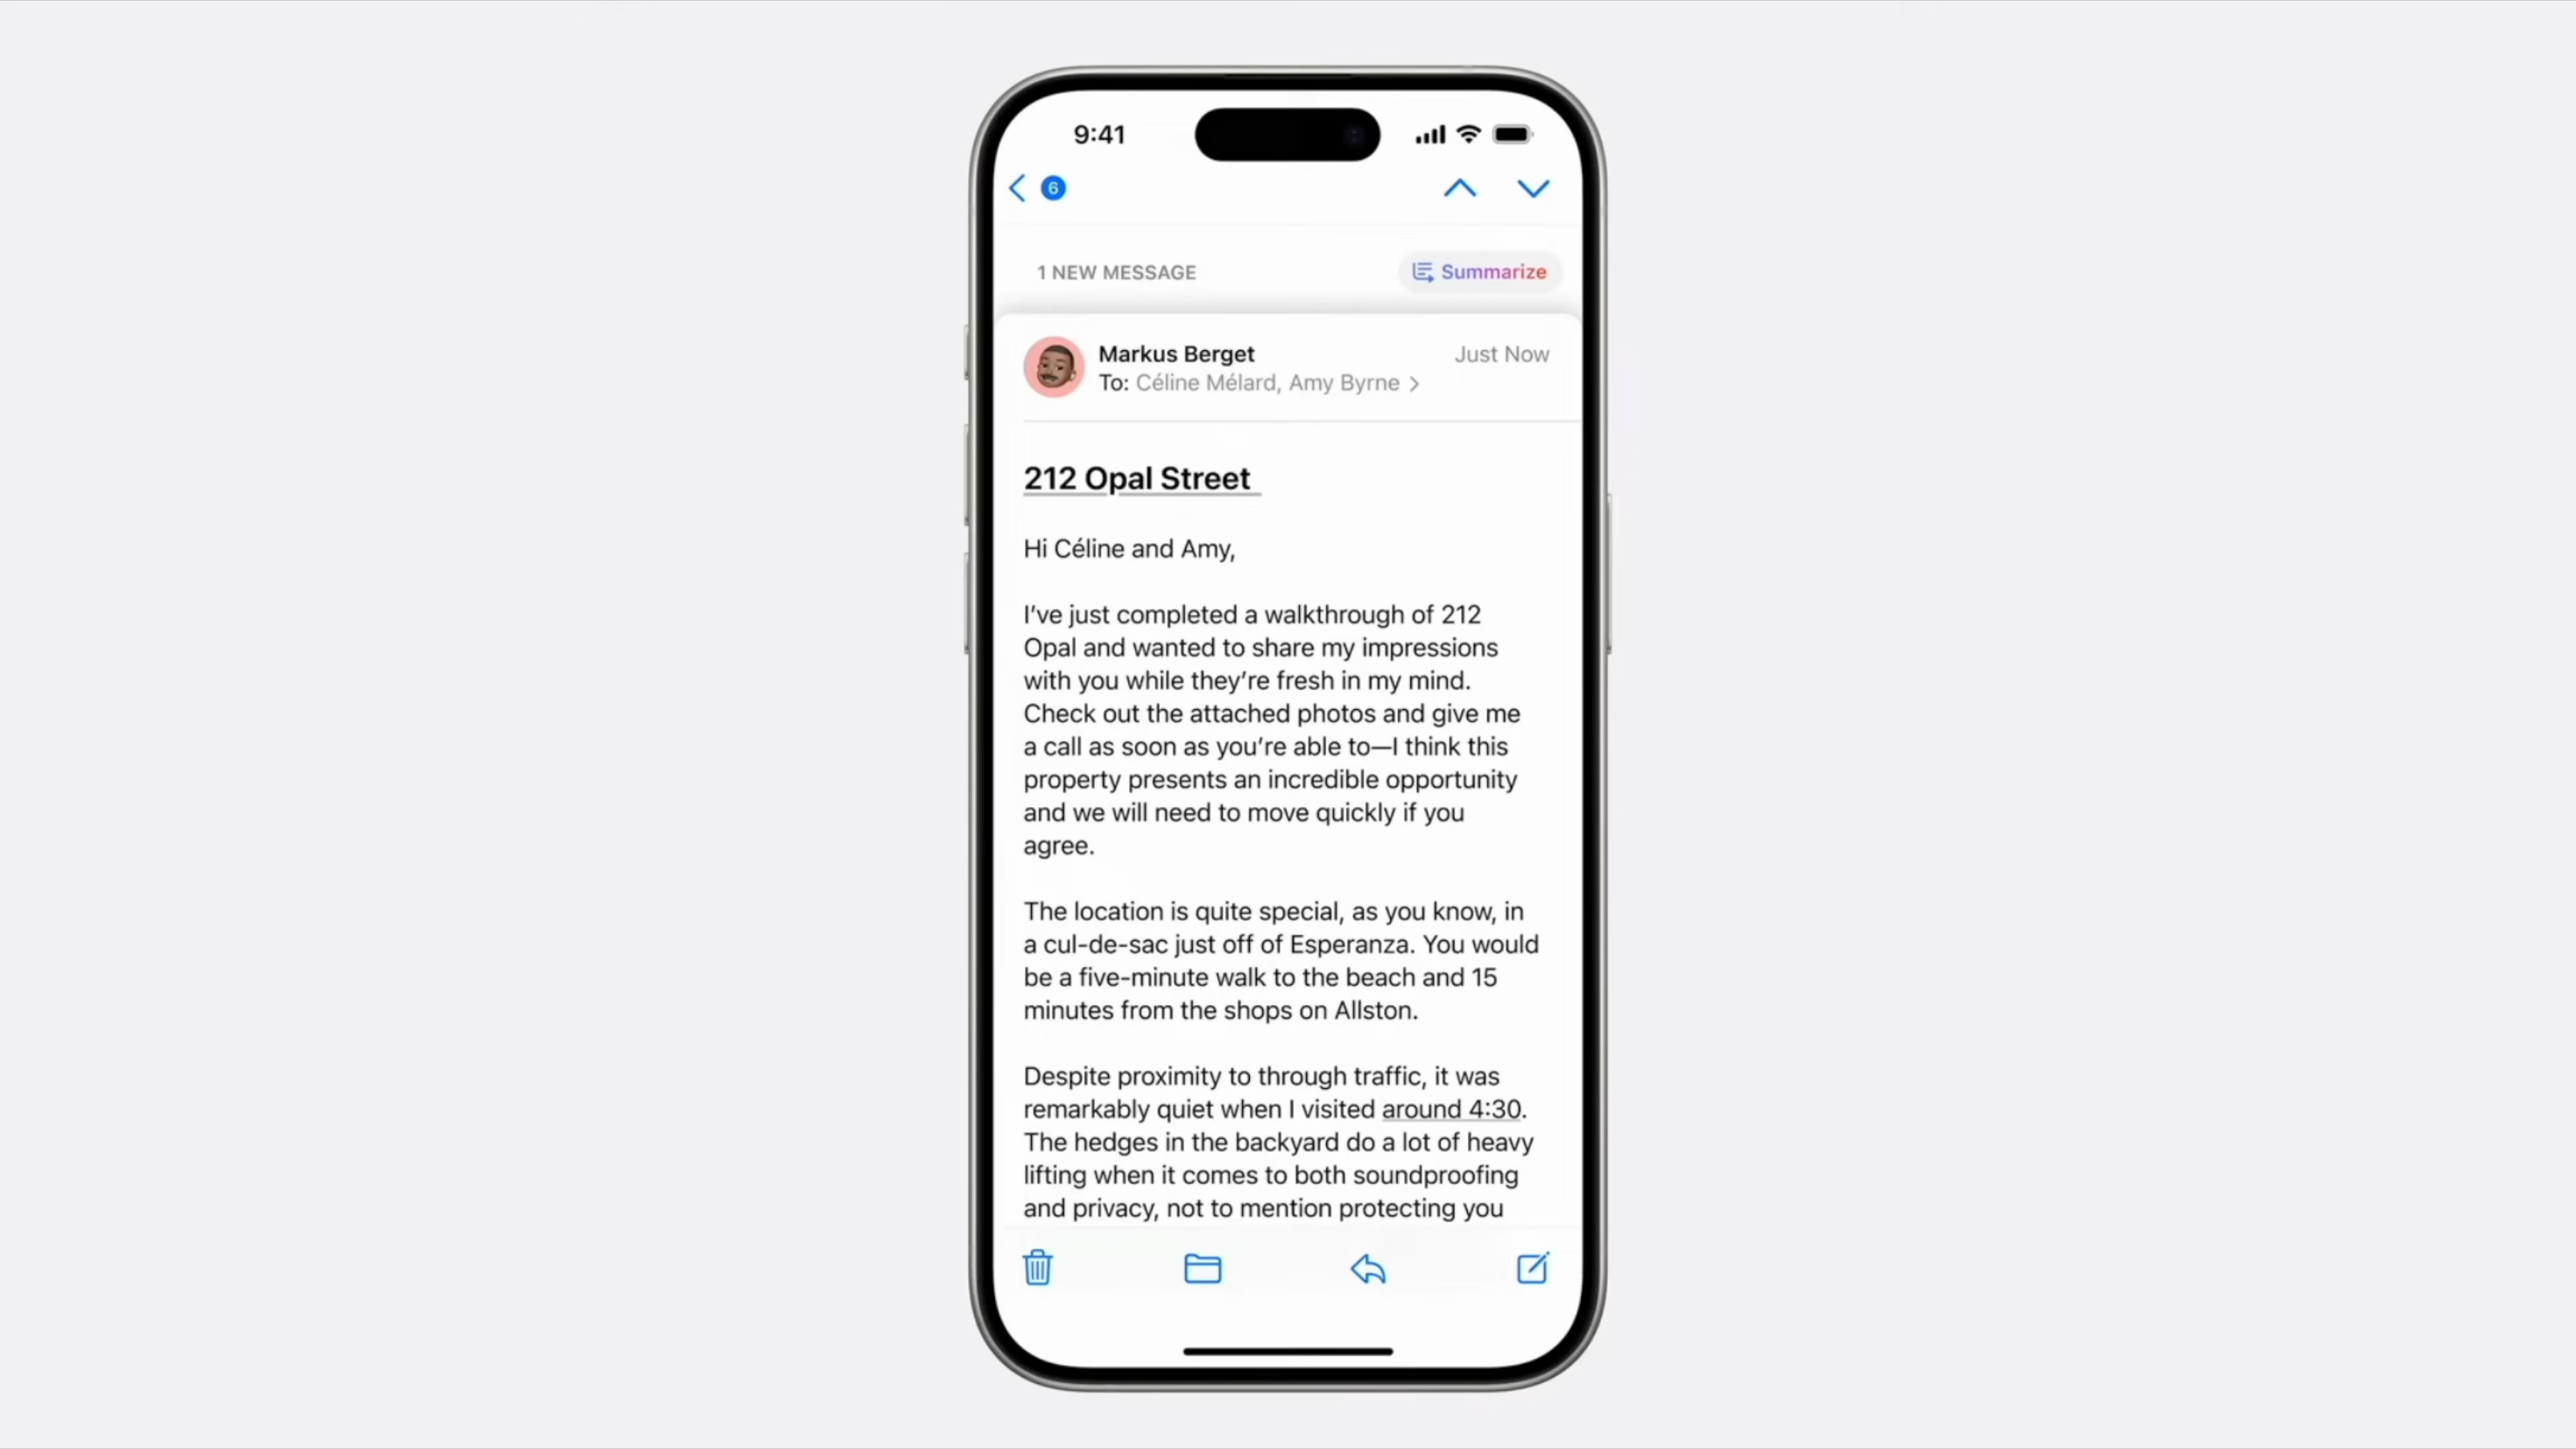 9:41
6
1 NEW MESSAGE
Summarize
Markus Berget
Just Now
To: Céline Mélard, Amy Byrne
212 Opal Street
Hi Céline and Amy,
I’ve just completed a walkthrough of 212
Opal and wanted to share my impressions
with you while they’re fresh in my mind.
Check out the attached photos and give me
a call as soon as you’re able to—I think this
property presents an incredible opportunity
and we will need to move quickly if you
agree.
The location is quite special, as you know, in
a cul-de-sac just off of Esperanza. You would
be a five-minute walk to the beach and 15
minutes from the shops on Allston.
Despite proximity to through traffic, it was
remarkably quiet when I visited around 4:30.
The hedges in the backyard do a lot of heavy
lifting when it comes to both soundproofing
and privacy, not to mention protecting you